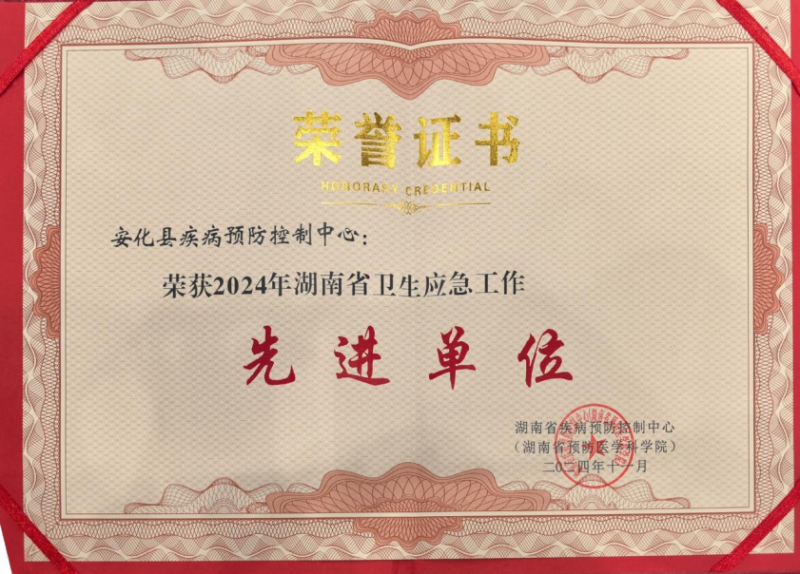 荣誉证书
HONORARY CREDENTIAL
安化县疾病预防控制中心：
荣获2024年湖南省卫生应急工作
先进单位
湖南省疾病预防控制中心
（湖南省预防医学科学院）
二〇二四年十一月